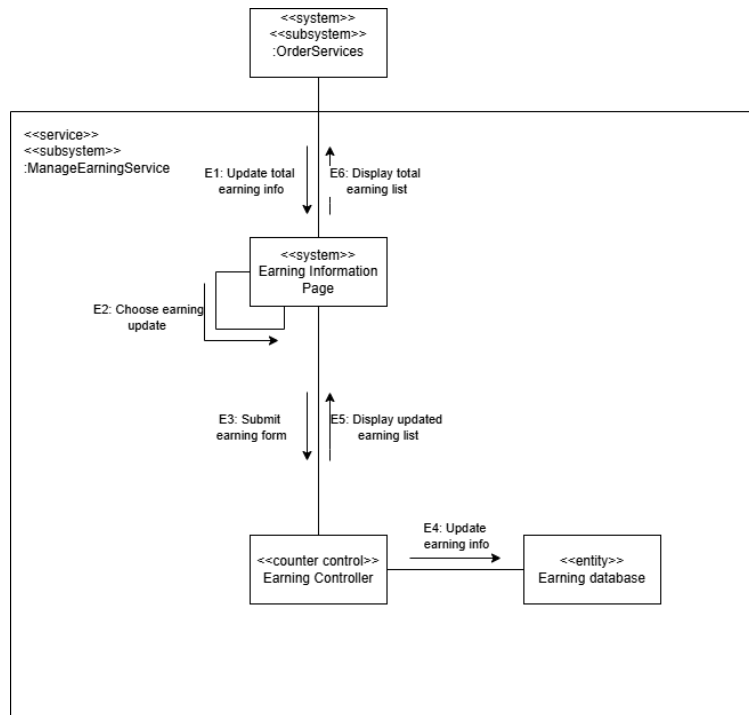 <<system>>
<<subsystem>>
:OrderServices
<<service>>
<<subsystem>>
:ManageEarningService
E1: Update total
earning info
E6: Display total
earning list
<<system>>
Earning Information
Page
E2: Choose earning
update
E3: Submit
earning form
E5: Display updated
earning list
<<counter control>>
Earning Controller
E4: Update
earning info
<<entity>>
Earning database